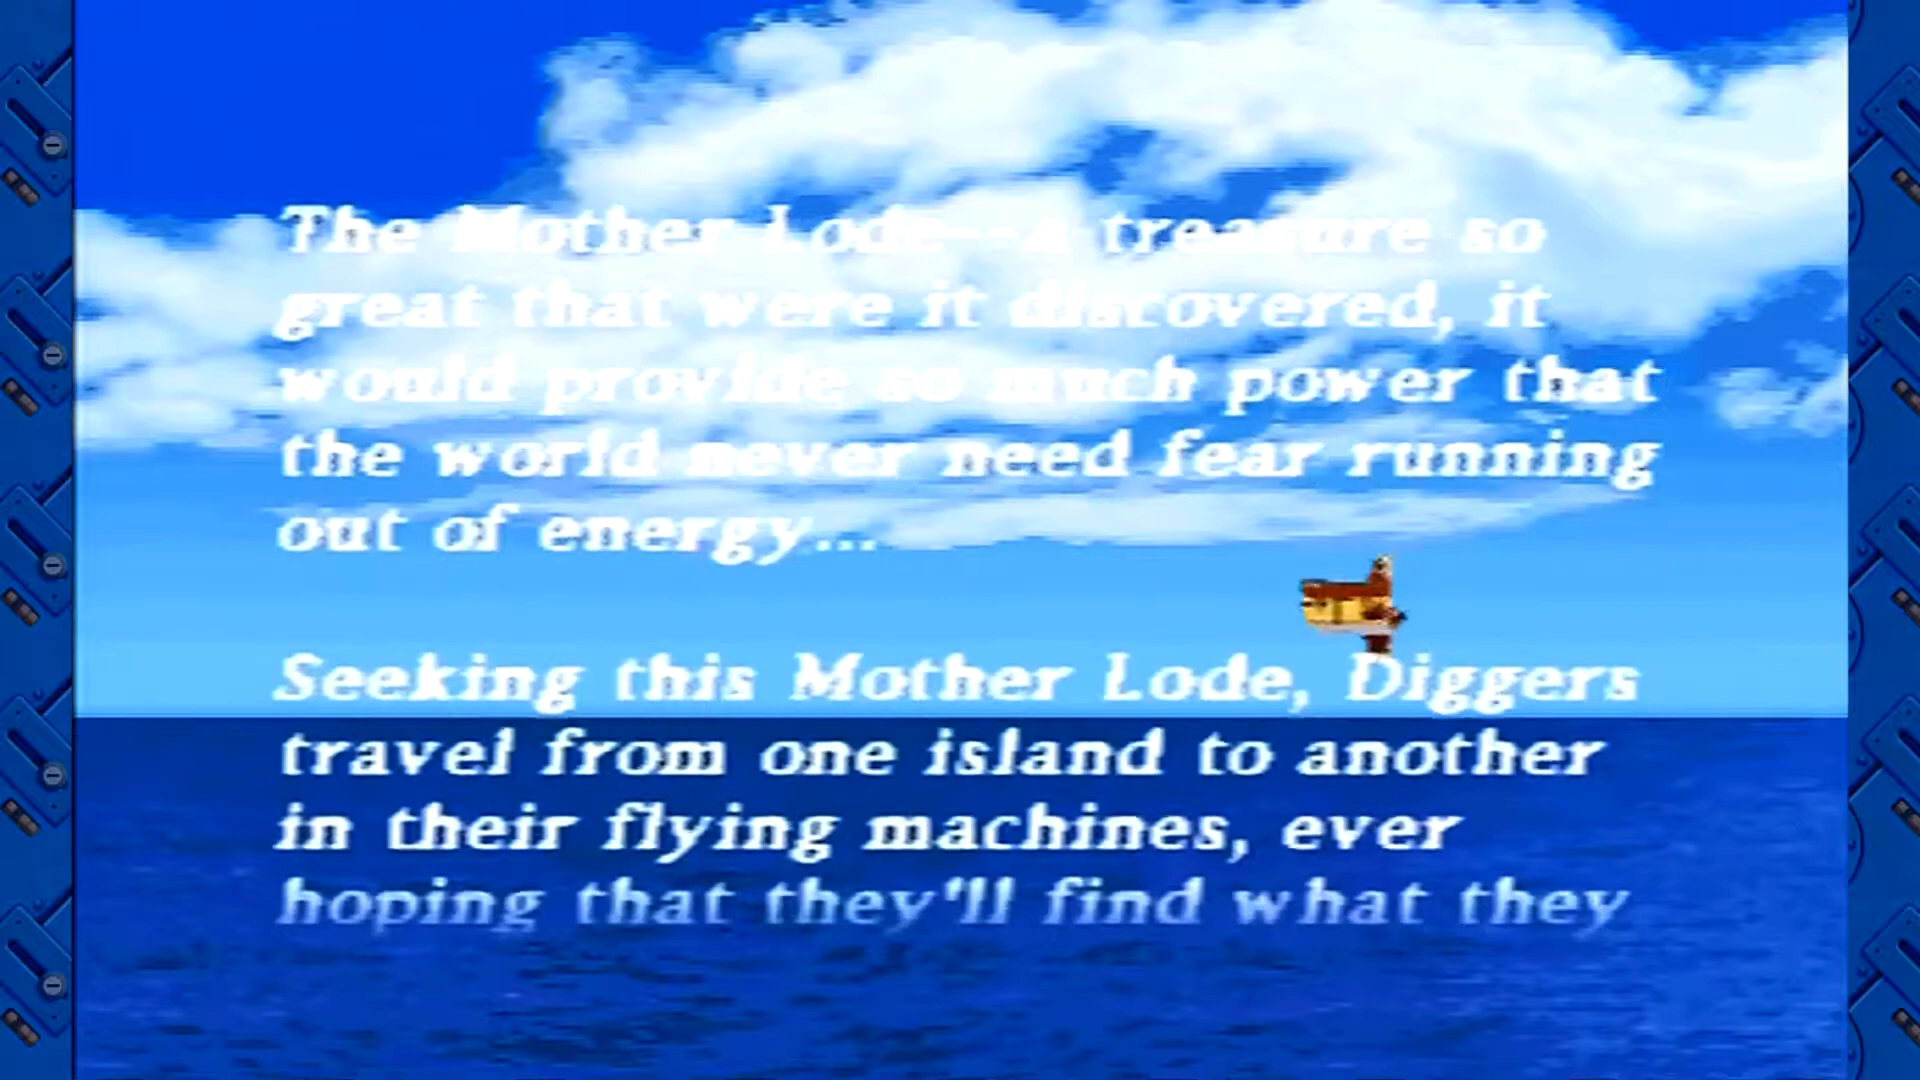 The Mother Lode--a treasure so
great that were it discovered, it
would provide so much power that
the world never need fear running
out of energy...
Seeking this Mother Lode, Diggers
travel from one island to another
in their flying machines, ever
hoping that they'll find what they